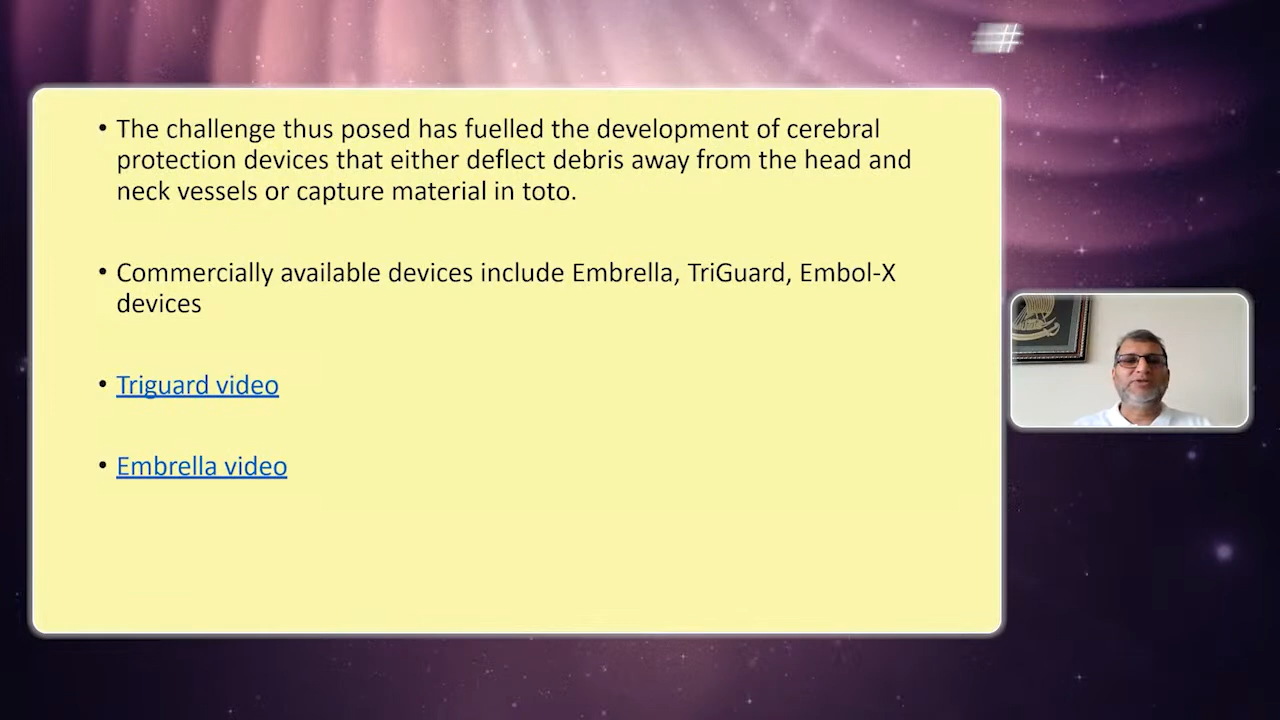 • The challenge thus posed has fuelled the development of cerebral
protection devices that either deflect debris away from the head and
neck vessels or capture material in toto.
• Commercially available devices include Embrella, TriGuard, Embol-X
devices
• Triguard video
• Embrella video